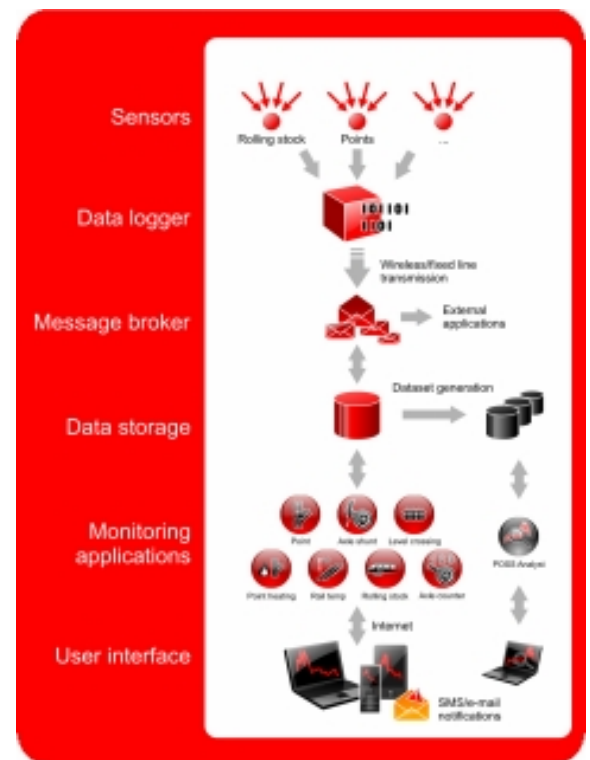 Sensors
Rolling stock
Points
...
Data logger
101101
1101
Wireless/fixed line
transmission
Message broker
External
applications
Dataset generation
Data storage
Monitoring
applications
Point
Axle shunt
Level crossing
Point heating
Rail temp
Rolling stock
Axle counter
POSS Analyst
Internet
User interface
SMS/e-mail
notifications